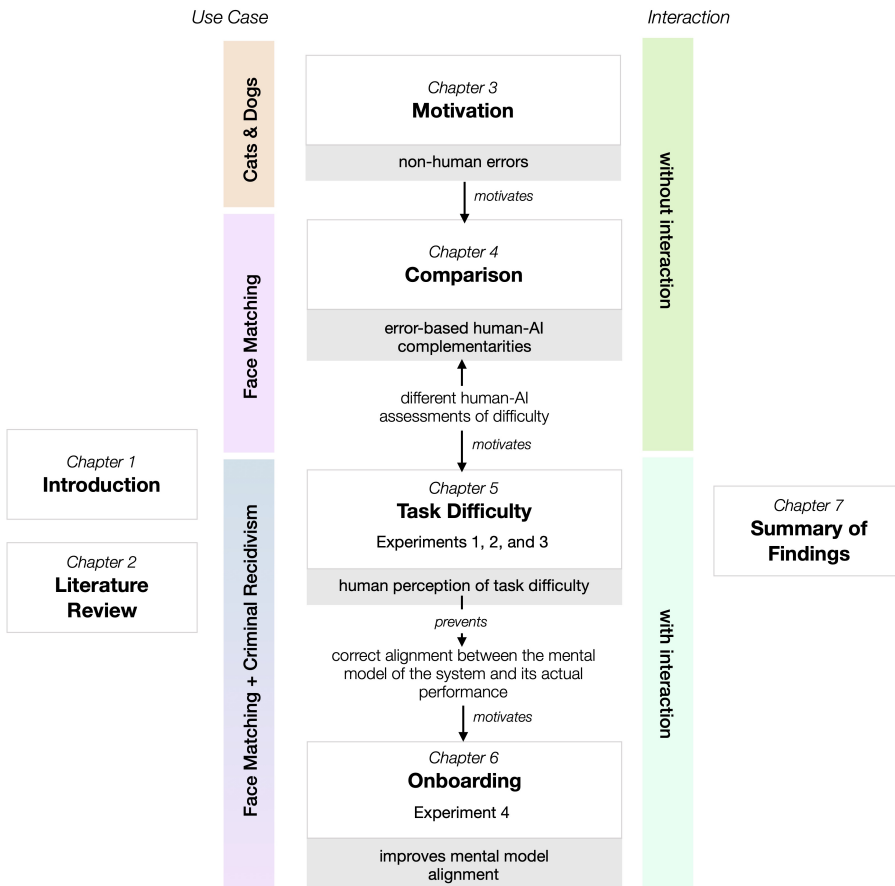 Use Case
Interaction
Cats & Dogs
Face Matching
Face Matching + Criminal Recidivism
Chapter 1
Introduction
Chapter 2
Literature
Review
Chapter 3
Motivation
non-human errors
motivates
Chapter 4
Comparison
error-based human-AI
complementarities
different human-AI
assessments of difficulty
motivates
Chapter 5
Task Difficulty
Experiments 1, 2, and 3
human perception of task difficulty
prevents
correct alignment between the mental
model of the system and its actual
performance
motivates
Chapter 6
Onboarding
Experiment 4
improves mental model
alignment
without interaction
with interaction
Chapter 7
Summary of
Findings